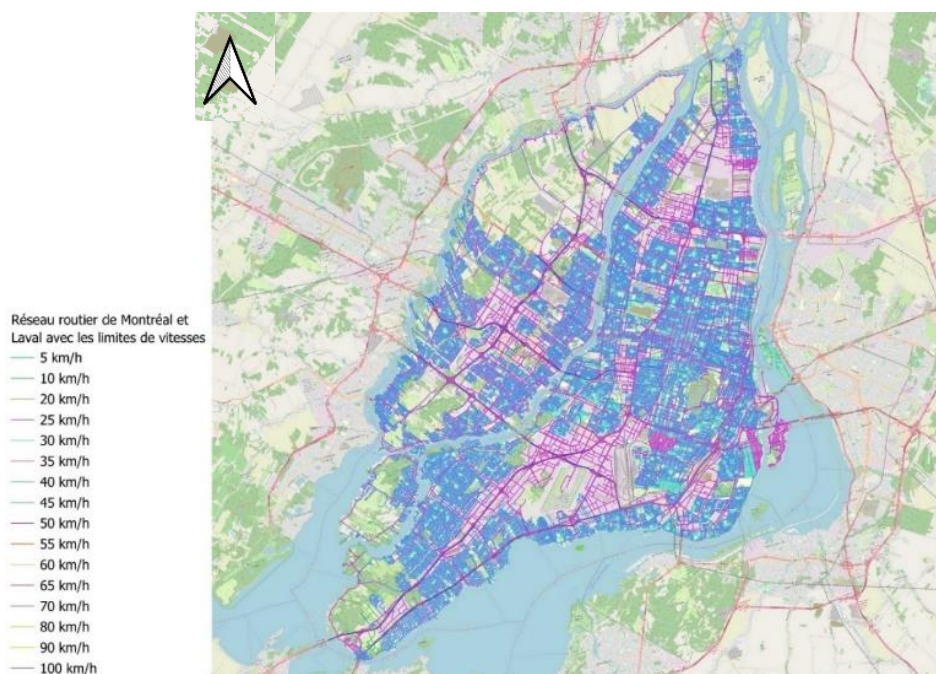 Réseau routier de Montréal et
Laval avec les limites de vitesses
5 km/h
10 km/h
20 km/h
25 km/h
30 km/h
35 km/h
40 km/h
45 km/h
50 km/h
55 km/h
60 km/h
65 km/h
70 km/h
80 km/h
90 km/h
100 km/h